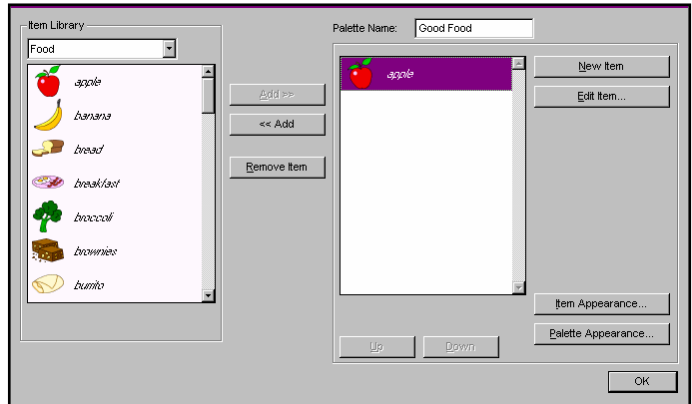 Item Library
Food
apple
banana
bread
breakfast
broccoli
brownies
burrito
Add >>
<< Add
Remove Item
Palette Name: Good Food
apple
New Item
Edit Item...
Item Appearance...
Palette Appearance...
Up
Down
OK